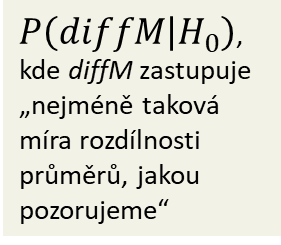 P(diffM|H₀),
kde diffM zastupuje
„nejméně taková
míra rozdílnosti
průměrů, jakou
pozorujeme“